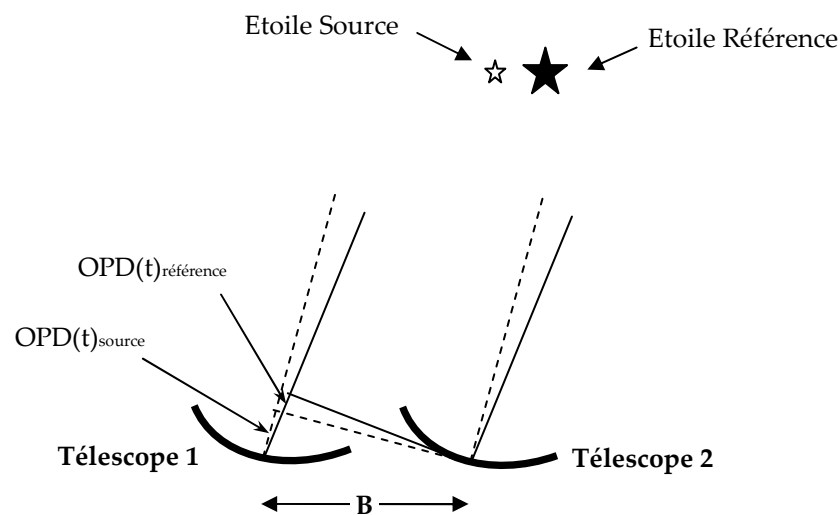 Etoile Source
Etoile Référence
OPD(t)référence
OPD(t)source
Télescope 1
Télescope 2
B